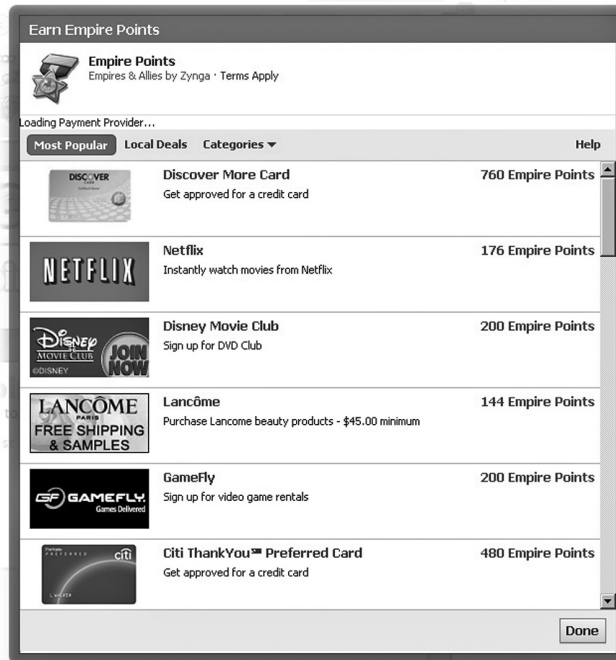 Earn Empire Points
Empire Points
Empires & Allies by Zynga · Terms Apply
Loading Payment Provider...
Most Popular Local Deals Categories ▼ Help
DISCOVER
Discover More Card 760 Empire Points
Get approved for a credit card
NETFLIX
Netflix 176 Empire Points
Instantly watch movies from Netflix
Disney
MOVIE CLUB
JOIN
NOW
©DISNEY
Disney Movie Club 200 Empire Points
Sign up for DVD Club
LANCÔME
PARIS
FREE SHIPPING
& SAMPLES
Lancôme 144 Empire Points
Purchase Lancome beauty products - $45.00 minimum
GF GAMEFLY.
Games Delivered
GameFly 200 Empire Points
Sign up for video game rentals
citi
PREFERRED
Citi ThankYou℠ Preferred Card 480 Empire Points
Get approved for a credit card
Done